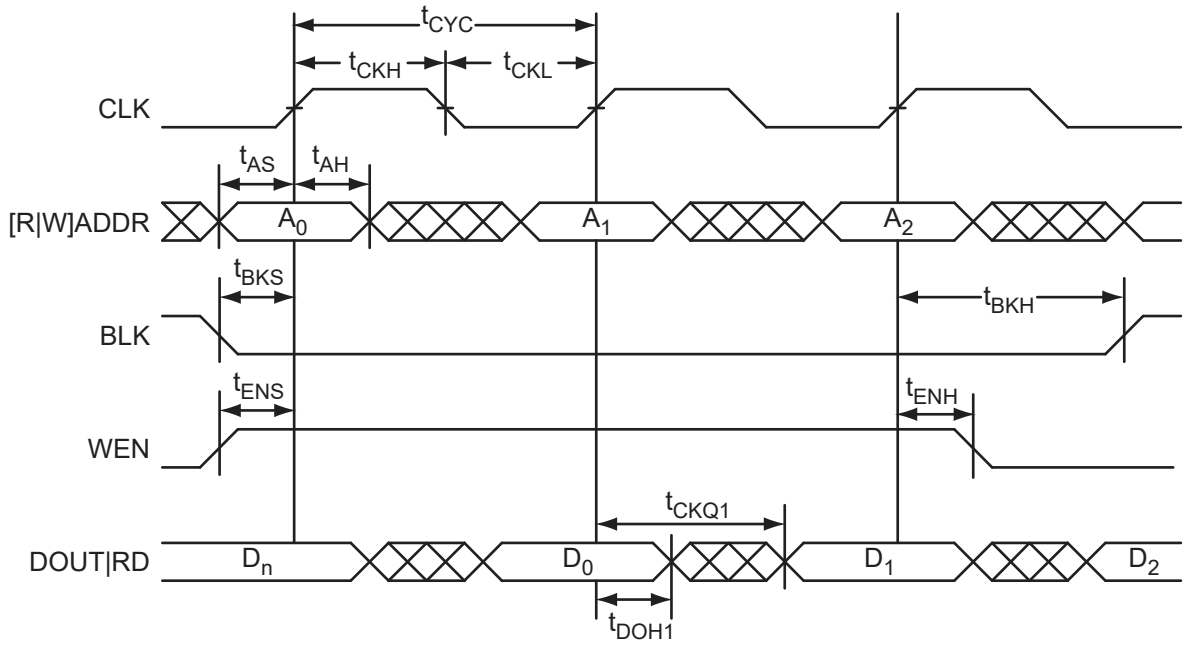 tCYC
tCKH tCKL
CLK
tAS tAH
[R|W]ADDR A0 A1 A2
tBKS tBKH
BLK
tENS tENH
WEN
tCKQ1
DOUT|RD Dn D0 D1 D2
tDOH1